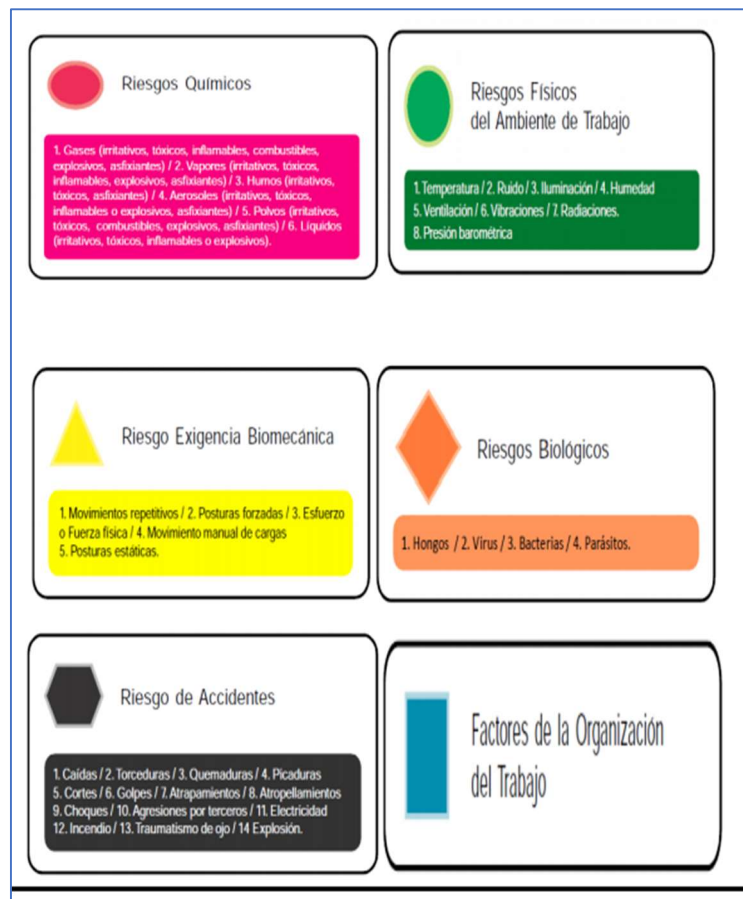 Riesgos Químicos
1. Gases (irritativos, tóxicos, inflamables, combustibles,
explosivos, asfixiantes) / 2. Vapores (irritativos, tóxicos,
inflamables, explosivos, asfixiantes) / 3. Humos (irritativos,
tóxicos, asfixiantes) / 4. Aerosoles (irritativos, tóxicos,
inflamables o explosivos, asfixiantes) / 5. Polvos (irritativos,
tóxicos, combustibles, explosivos, asfixiantes) / 6. Líquidos
(irritativos, tóxicos, inflamables o explosivos).
Riesgos Físicos
del Ambiente de Trabajo
1. Temperatura / 2. Ruido / 3. Iluminación / 4. Humedad
5. Ventilación / 6. Vibraciones / 7. Radiaciones.
8. Presión barométrica
Riesgo Exigencia Biomecánica
1. Movimientos repetitivos / 2. Posturas forzadas / 3. Esfuerzo
o Fuerza física / 4. Movimiento manual de cargas
5. Posturas estáticas.
Riesgos Biológicos
1. Hongos / 2. Virus / 3. Bacterias / 4. Parásitos.
Riesgo de Accidentes
1. Caídas / 2. Torceduras / 3. Quemaduras / 4. Picaduras
5. Cortes / 6. Golpes / 7. Atrapamientos / 8. Atropellamientos
9. Choques / 10. Agresiones por terceros / 11. Electricidad
12. Incendio / 13. Traumatismo de ojo / 14 Explosión.
Factores de la Organización
del Trabajo